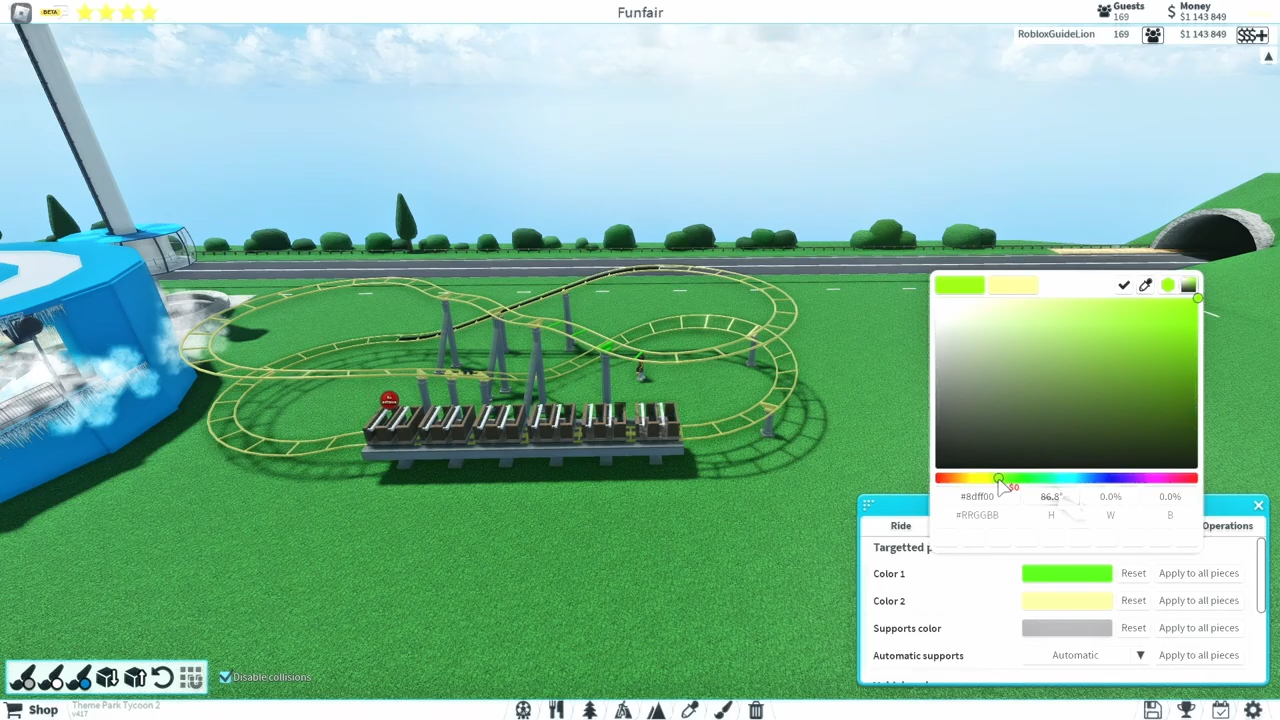 BETA
Funfair
Guests
169
Money
$1 143 849
RobloxGuideLion 169 $1 143 849 $$$+
#8dff00 86.8° 0.0% 0.0%
#RRGGBB H W B
$0
Ride Operations
Targetted p
Color 1 Reset Apply to all pieces
Color 2 Reset Apply to all pieces
Supports color Reset Apply to all pieces
Automatic supports Automatic Apply to all pieces
Disable collisions
Shop
Theme Park Tycoon 2
v417